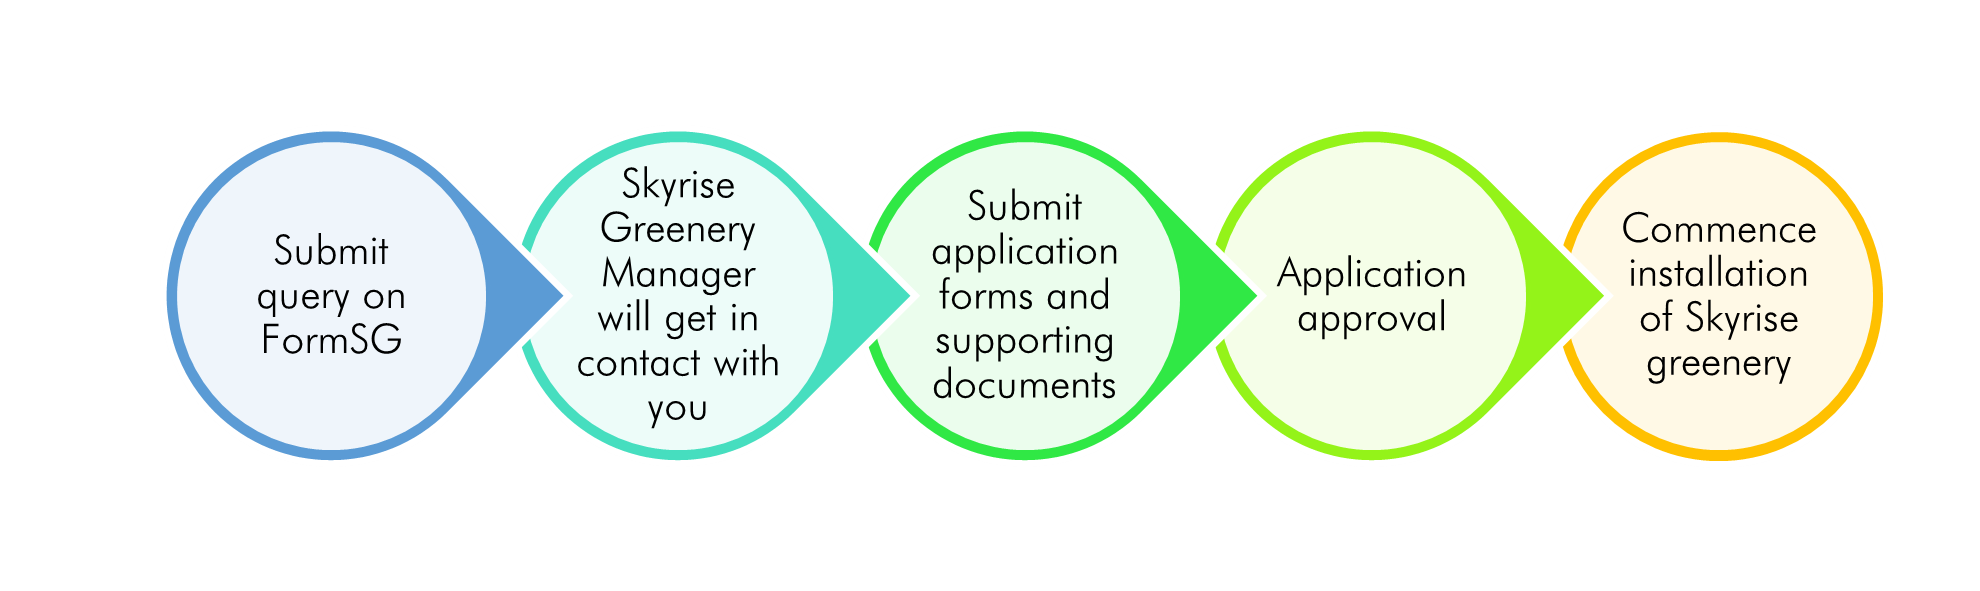 Submit
query on
FormSG
Skyrise
Greenery
Manager
will get in
contact with
you
Submit
application
forms and
supporting
documents
Application
approval
Commence
installation
of Skyrise
greenery